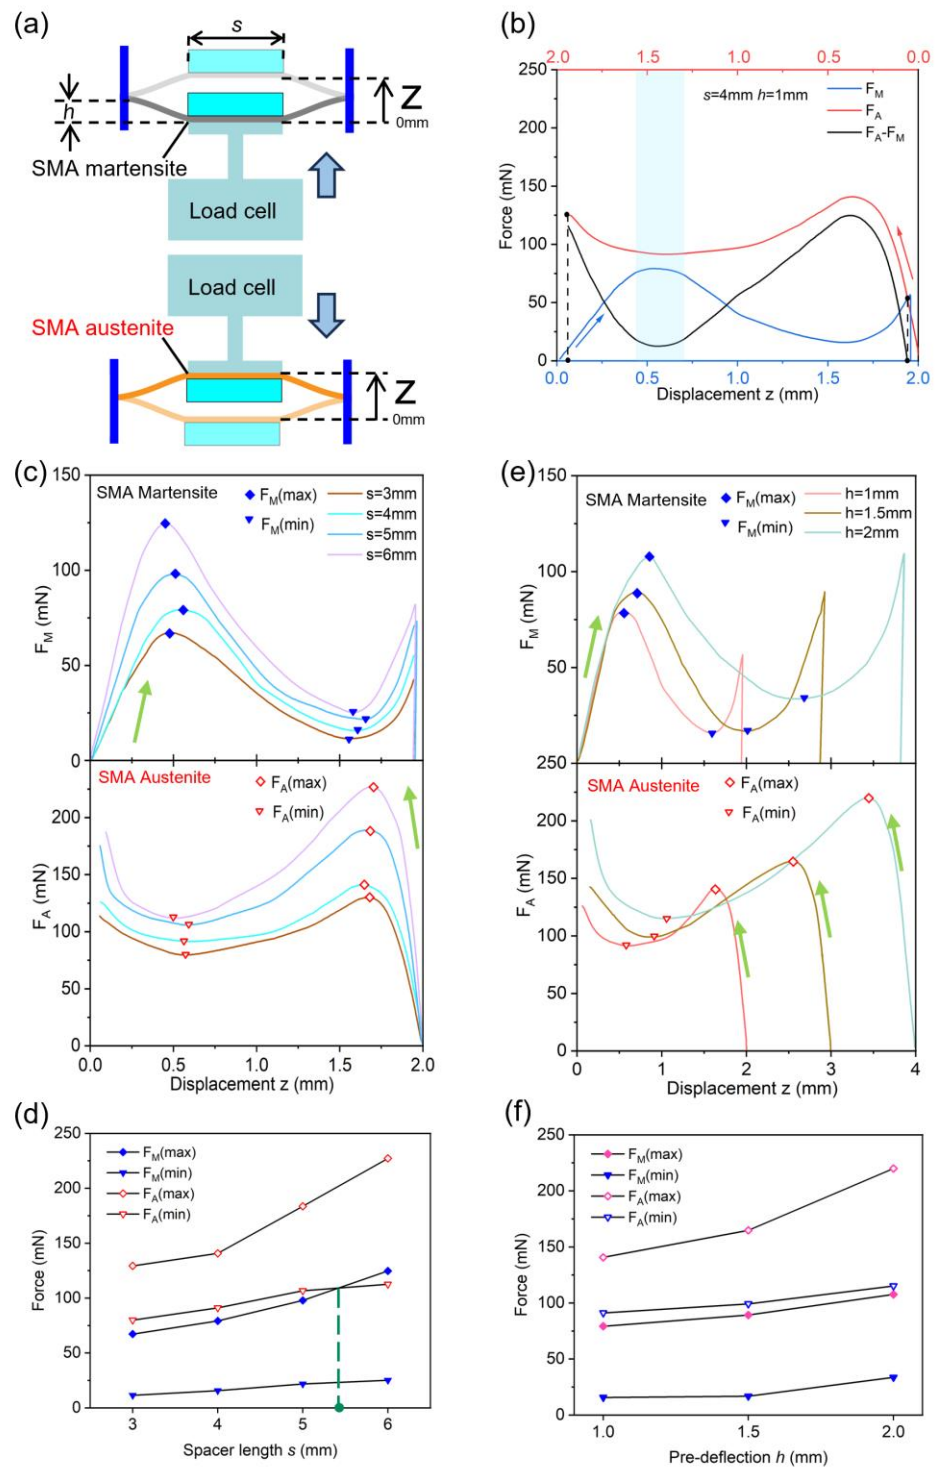 (a)
s
h
Z
0mm
SMA martensite
Load cell
Load cell
SMA austenite
Z
0mm
(b)
2.0 1.5 1.0 0.5 0.0
s=4mm h=1mm
F_M
F_A
F_A-F_M
250
200
150
100
50
0
Force (mN)
0.0 0.5 1.0 1.5 2.0
Displacement z (mm)
(c)
SMA Martensite
F_M(max)
F_M(min)
s=3mm
s=4mm
s=5mm
s=6mm
150
100
50
0
F_M (mN)
SMA Austenite
F_A(max)
F_A(min)
200
150
100
50
0
F_A (mN)
0.0 0.5 1.0 1.5 2.0
Displacement z (mm)
(e)
SMA Martensite
F_M(max)
F_M(min)
h=1mm
h=1.5mm
h=2mm
150
100
50
250
F_M (mN)
SMA Austenite
F_A(max)
F_A(min)
200
150
100
50
0
F_A (mN)
0 1 2 3 4
Displacement z (mm)
(d)
F_M(max)
F_M(min)
F_A(max)
F_A(min)
250
200
150
100
50
0
Force (mN)
3 4 5 6
Spacer length s (mm)
(f)
F_M(max)
F_M(min)
F_A(max)
F_A(min)
250
200
150
100
50
0
Force (mN)
1.0 1.5 2.0
Pre-deflection h (mm)